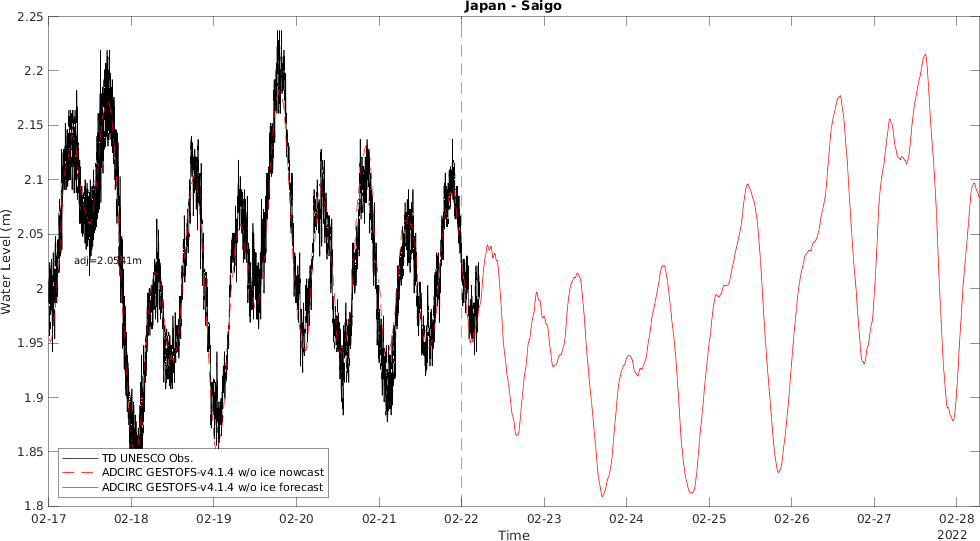 Japan - Saigo
2.25
2.2
2.15
2.1
2.05
2
1.95
1.9
1.85
1.8
Water Level (m)
adj=2.0541m
TD UNESCO Obs.
ADCIRC GESTOFS-v4.1.4 w/o ice nowcast
ADCIRC GESTOFS-v4.1.4 w/o ice forecast
02-17 02-18 02-19 02-20 02-21 02-22 02-23 02-24 02-25 02-26 02-27 02-28
Time 2022